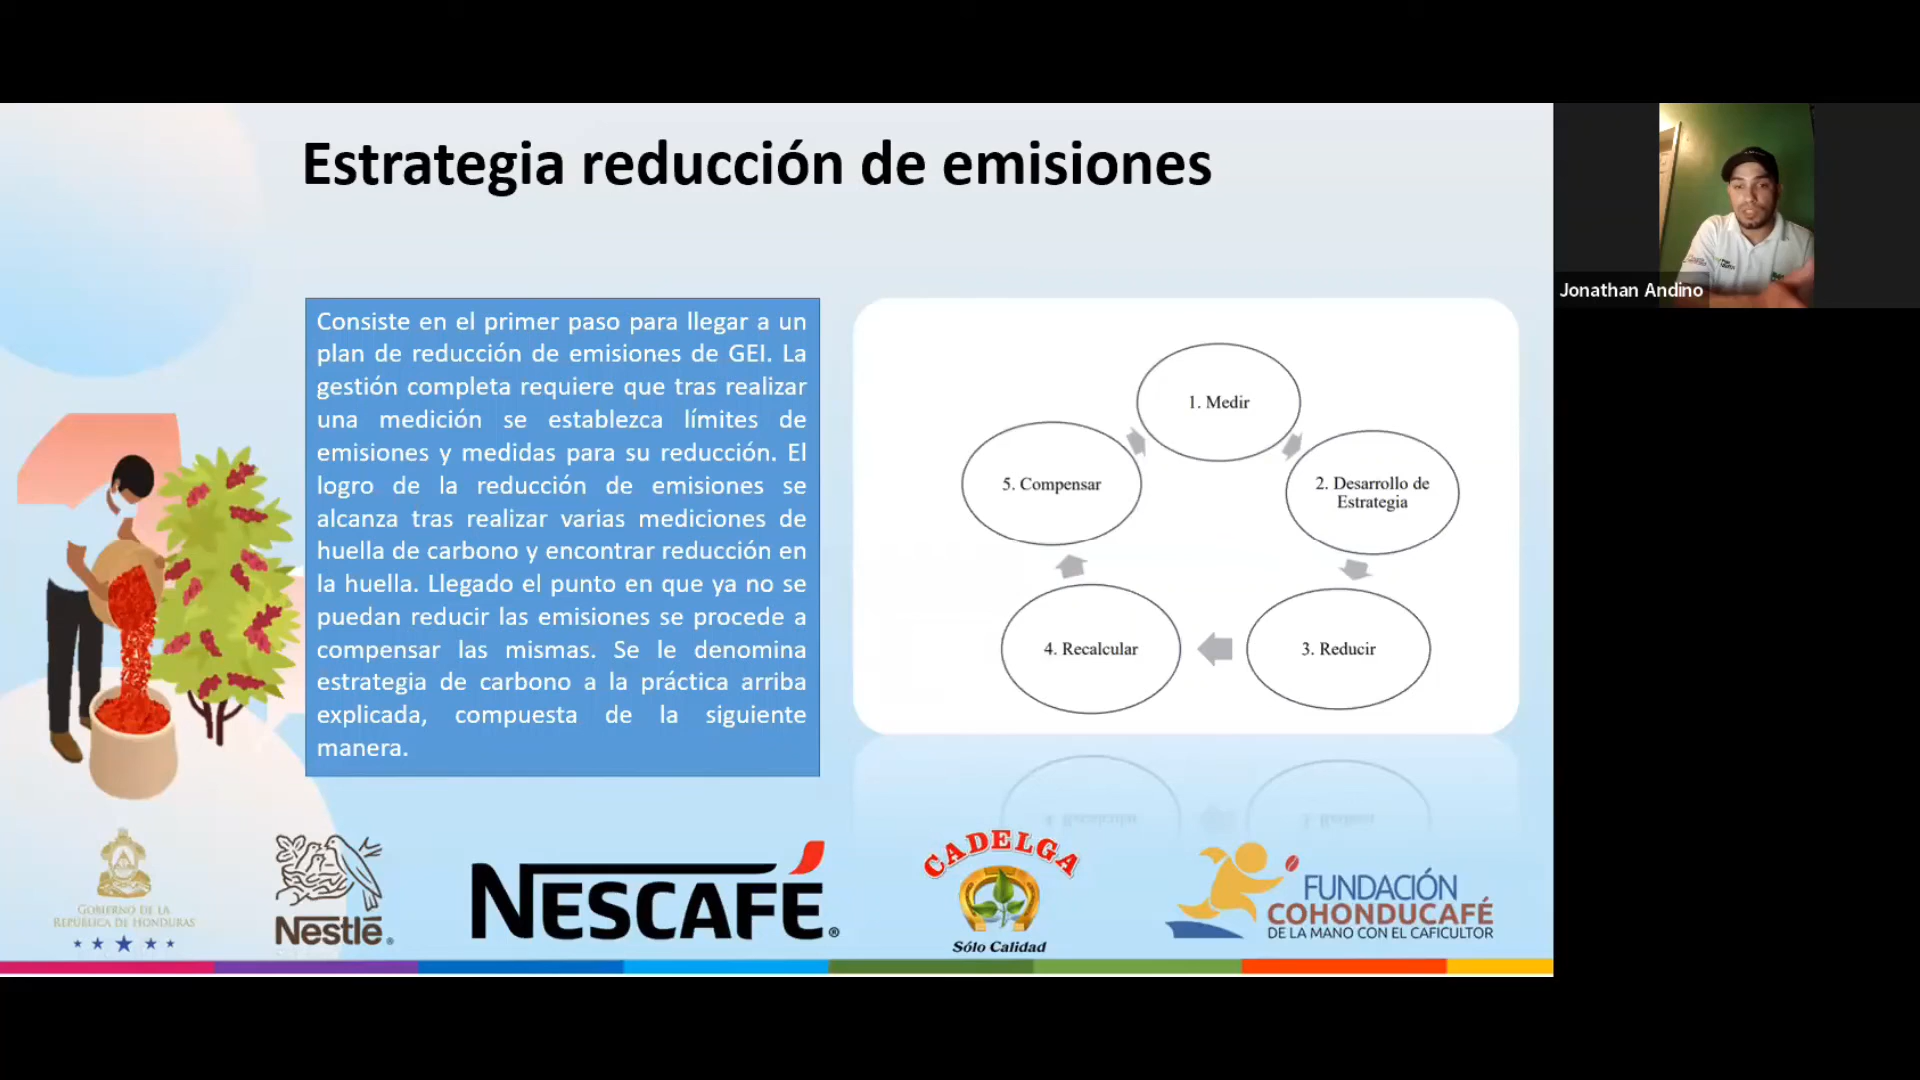 Estrategia reducción de emisiones
Consiste en el primer paso para llegar a un
plan de reducción de emisiones de GEI. La
gestión completa requiere que tras realizar
una medición se establezca límites de
emisiones y medidas para su reducción. El
logro de la reducción de emisiones se
alcanza tras realizar varias mediciones de
huella de carbono y encontrar reducción en
la huella. Llegado el punto en que ya no se
puedan reducir las emisiones se procede a
compensar las mismas. Se le denomina
estrategia de carbono a la práctica arriba
explicada, compuesta de la siguiente
manera.
1. Medir
2. Desarrollo de
Estrategia
3. Reducir
4. Recalcular
5. Compensar
Jonathan Andino
GOBIERNO DE LA
REPÚBLICA DE HONDURAS
Nestlé
NESCAFÉ
CADELGA
Sólo Calidad
FUNDACIÓN
COHONDUCAFÉ
DE LA MANO CON EL CAFICULTOR